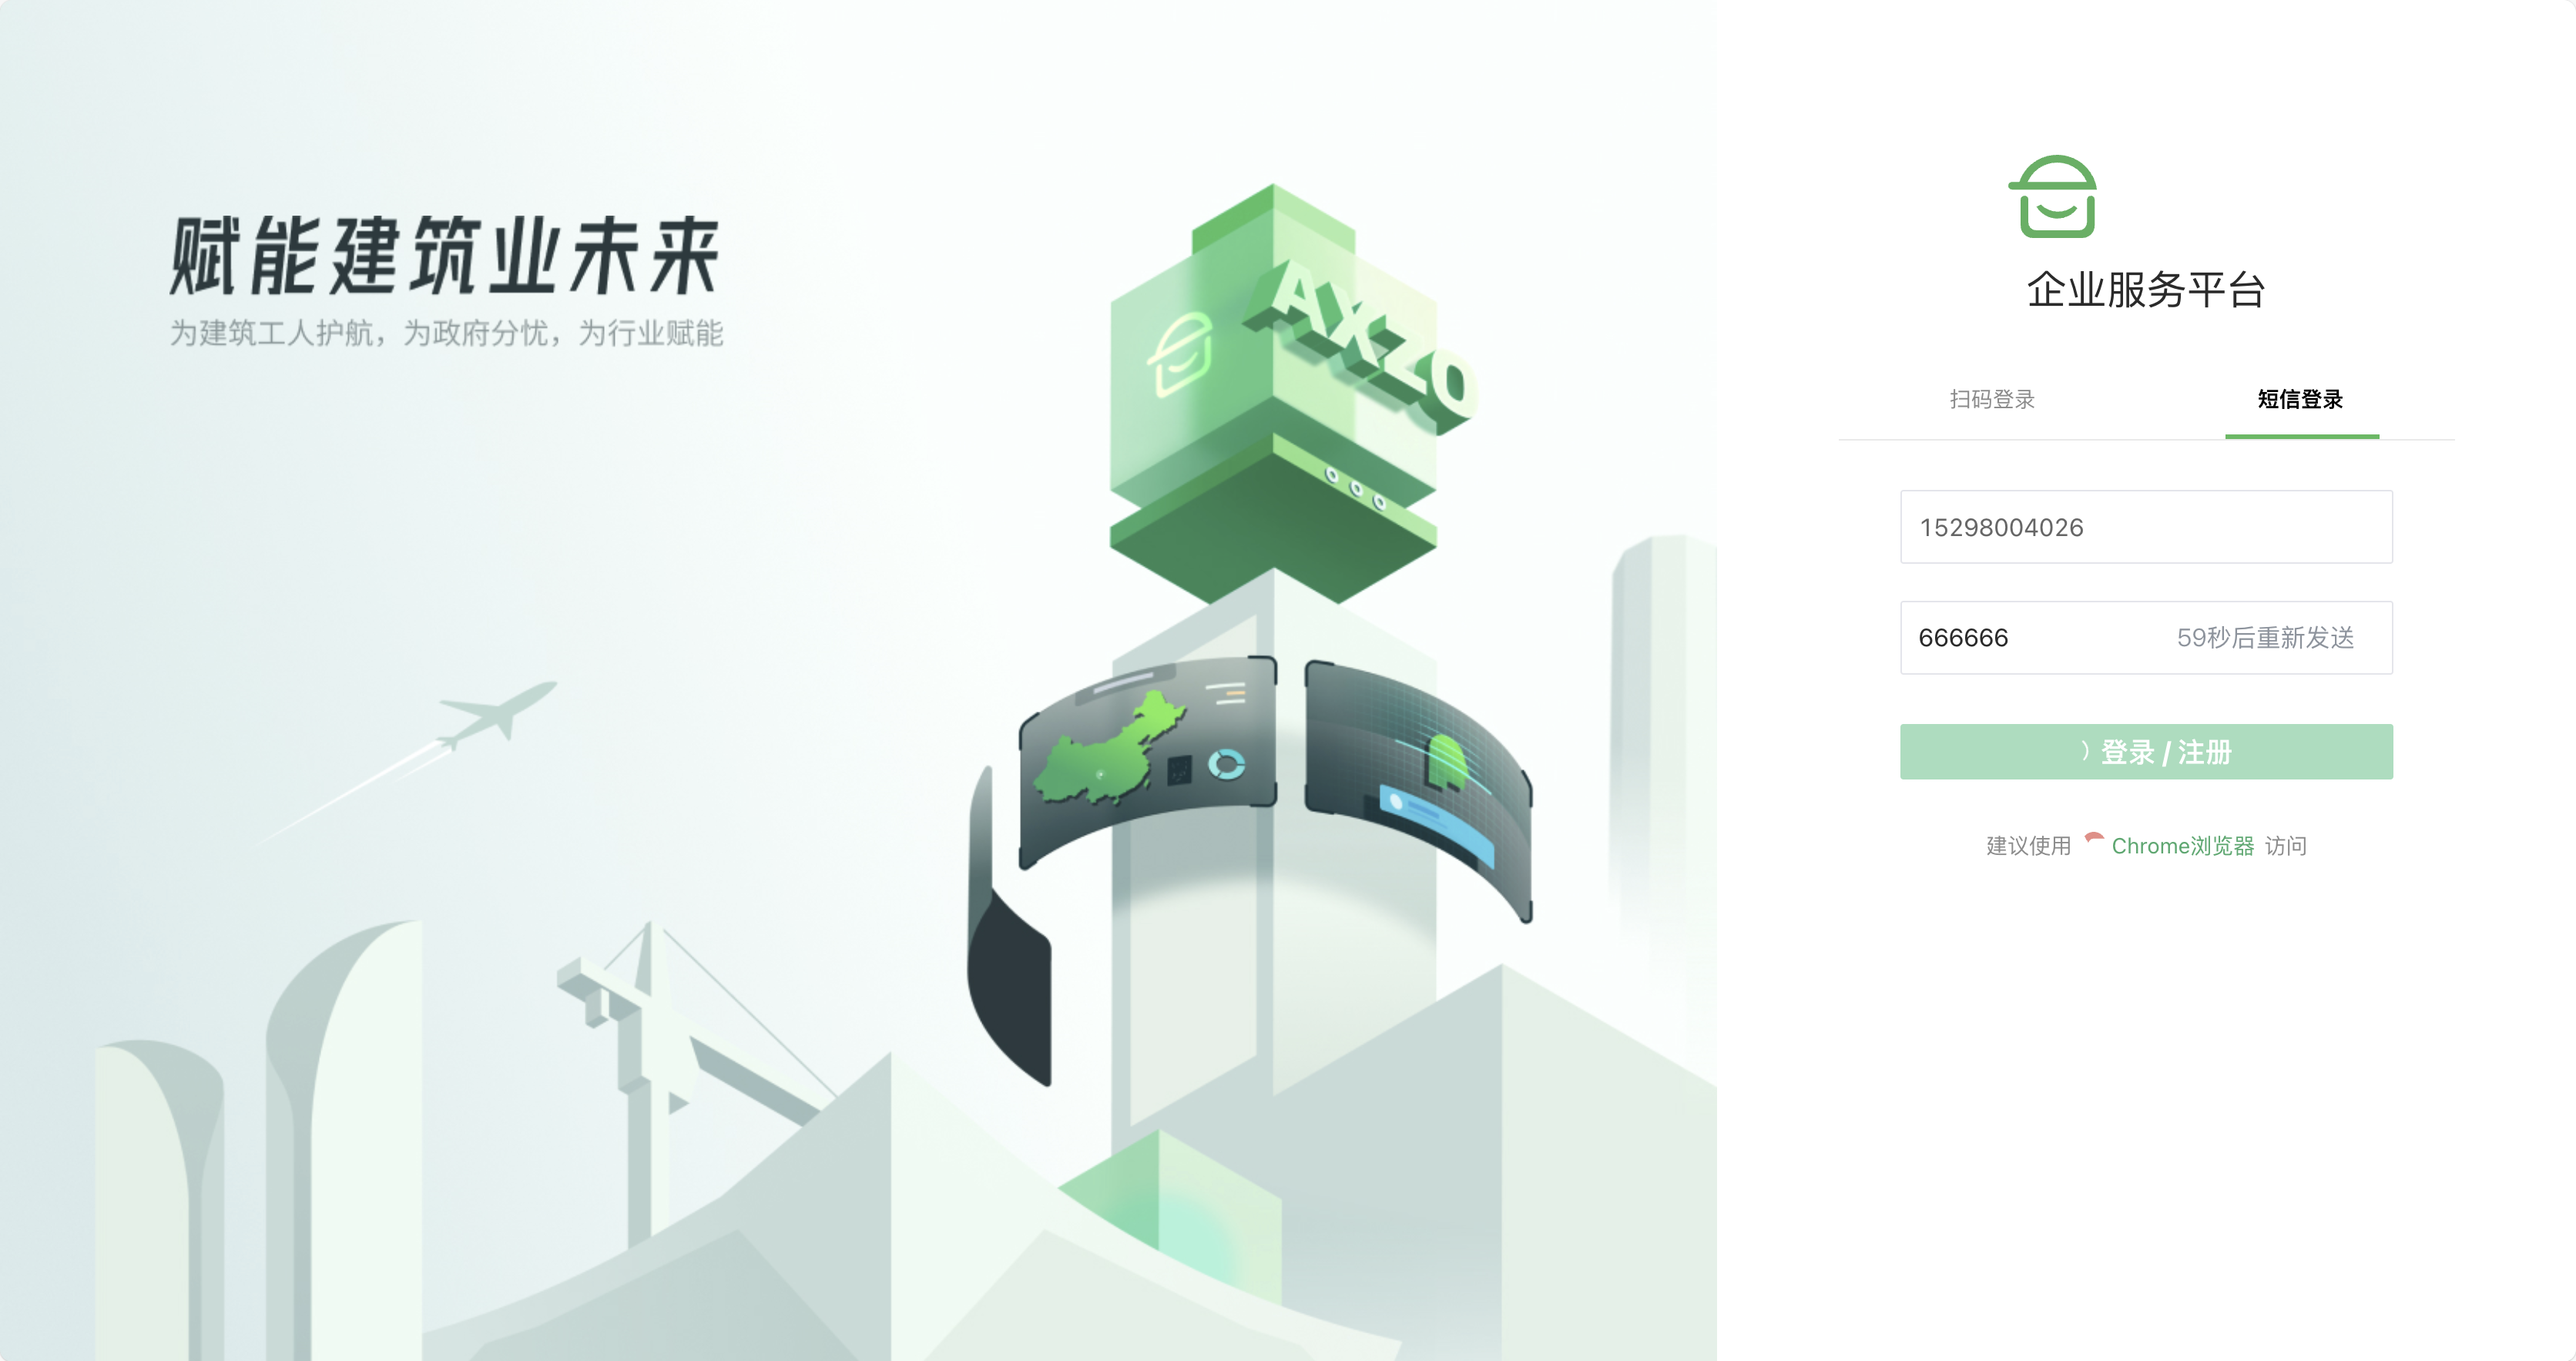 赋能建筑业未来
为建筑工人护航，为政府分忧，为行业赋能
AXZO
企业服务平台
扫码登录 短信登录
15298004026
666666 59秒后重新发送
登录 / 注册
建议使用 Chrome浏览器 访问